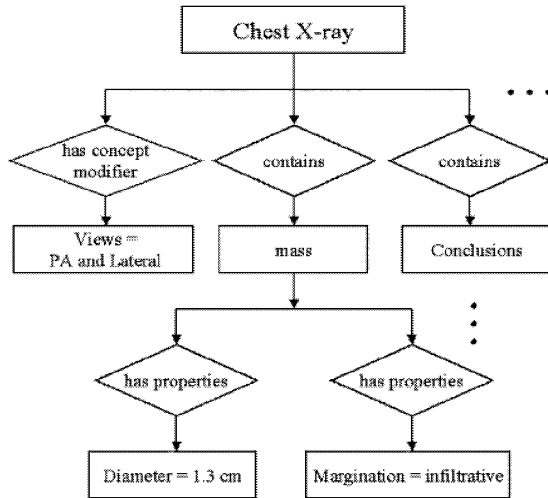 Chest X-ray
has concept
modifier
contains
contains
Views =
PA and Lateral
mass
Conclusions
has properties
has properties
Diameter = 1.3 cm
Margination = infiltrative